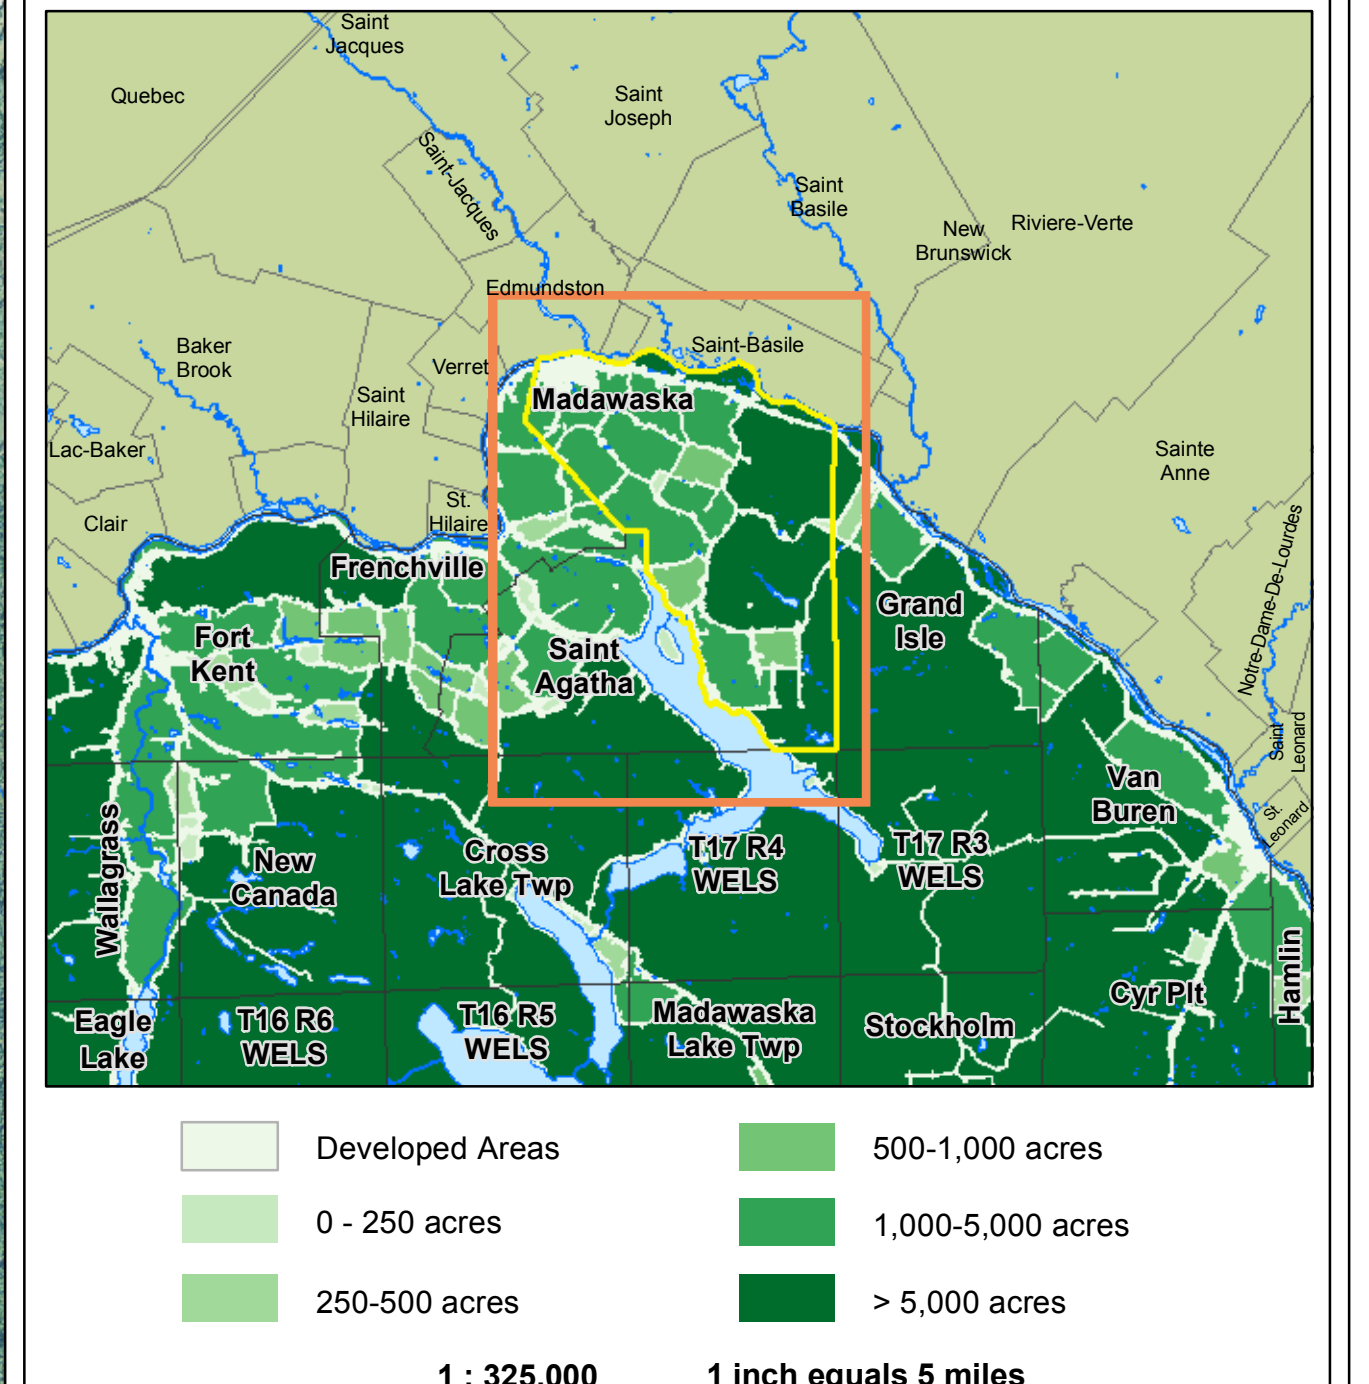 Saint
Jacques
Quebec
Saint
Joseph
Saint-Jacques
Saint
Basile
New
Brunswick
Riviere-Verte
Edmundston
Baker
Brook
Verret
Saint-Basile
Saint
Hilaire
Madawaska
Lac-Baker
Sainte
Anne
Clair
St.
Hilaire
Frenchville
Notre-Dame-De-Lourdes
Fort
Kent
Grand
Isle
Saint
Agatha
Saint
Leonard
Van
Buren
St.
Leonard
Wallagrass
New
Canada
Cross
Lake Twp
T17 R4
WELS
T17 R3
WELS
Hamlin
Cyr Plt
Eagle
Lake
T16 R6
WELS
T16 R5
WELS
Madawaska
Lake Twp
Stockholm
Developed Areas
0 - 250 acres
250-500 acres
500-1,000 acres
1,000-5,000 acres
> 5,000 acres
1 : 325,000
1 inch equals 5 miles